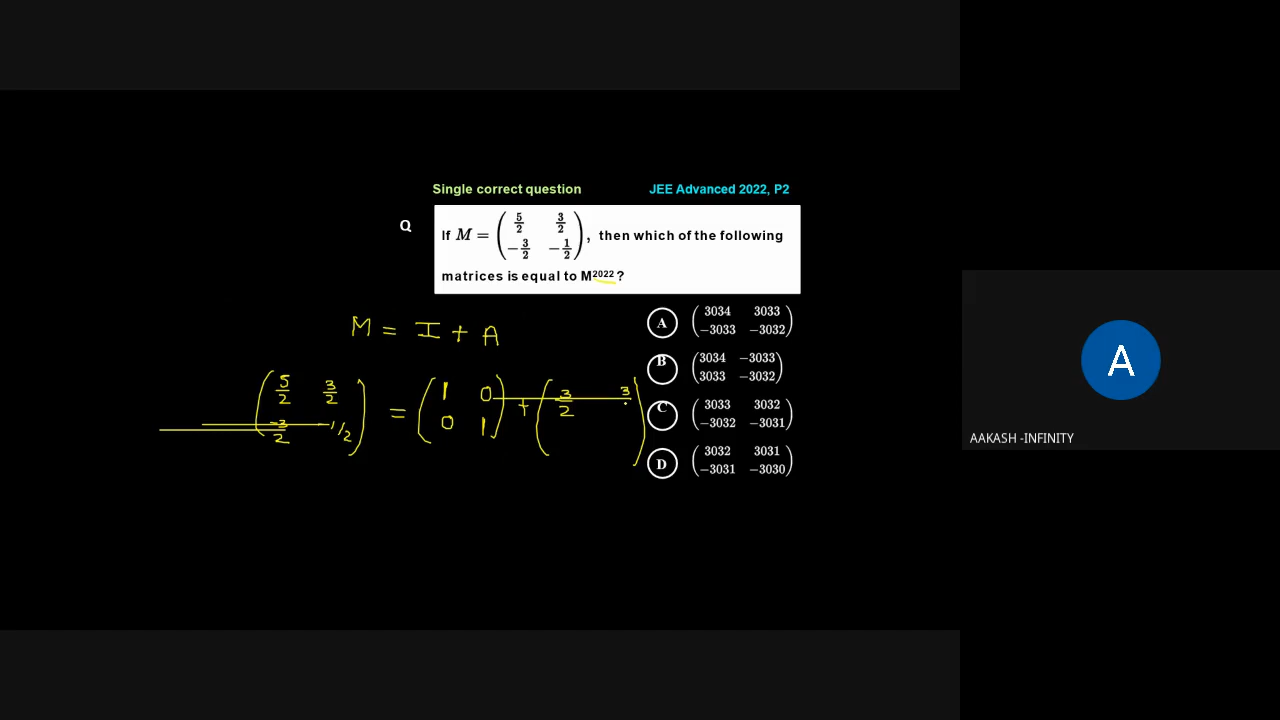 Single correct question JEE Advanced 2022, P2
Q If M = (5/2 3/2; -3/2 -1/2), then which of the following
matrices is equal to M^2022 ?
A (3034 3033; -3033 -3032)
B (3034 -3033; 3033 -3032)
C (3033 3032; -3032 -3031)
D (3032 3031; -3031 -3030)
M = I + A
(5/2 3/2; -3/2 -1/2) = (1 0; 0 1) + (3/2 3
A
AAKASH -INFINITY